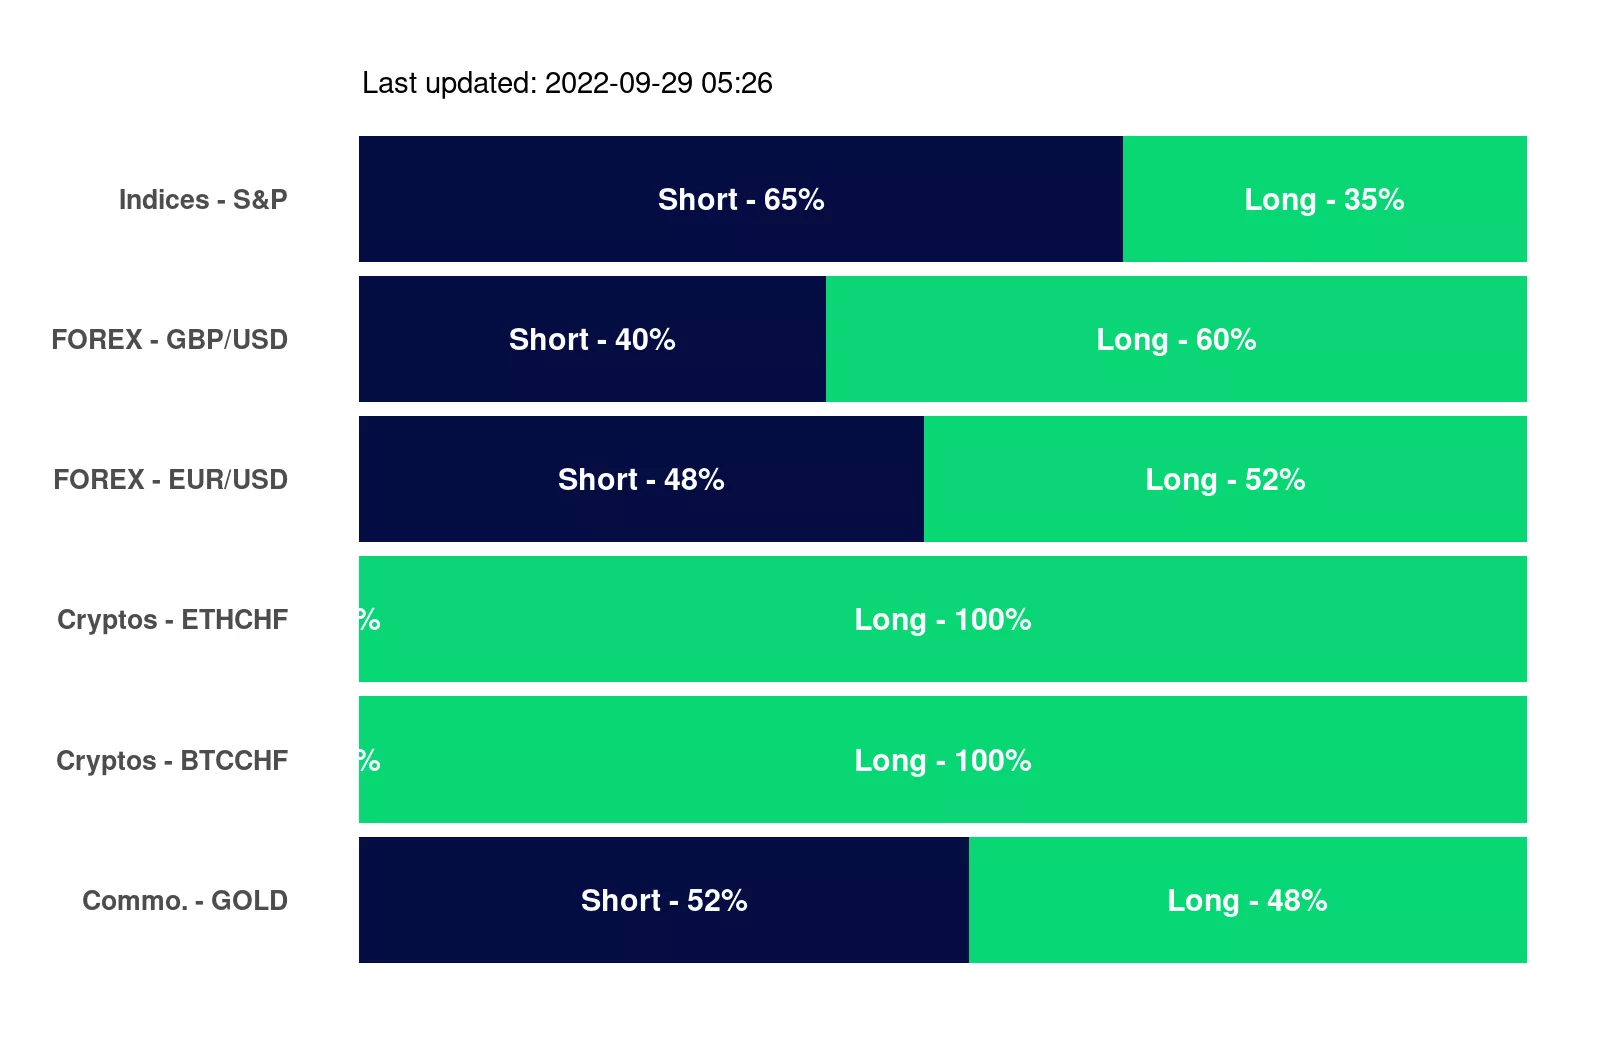 Last updated: 2022-09-29 05:26
Indices - S&P Short - 65% Long - 35%
FOREX - GBP/USD Short - 40% Long - 60%
FOREX - EUR/USD Short - 48% Long - 52%
Cryptos - ETHCHF % Long - 100%
Cryptos - BTCCHF % Long - 100%
Commo. - GOLD Short - 52% Long - 48%